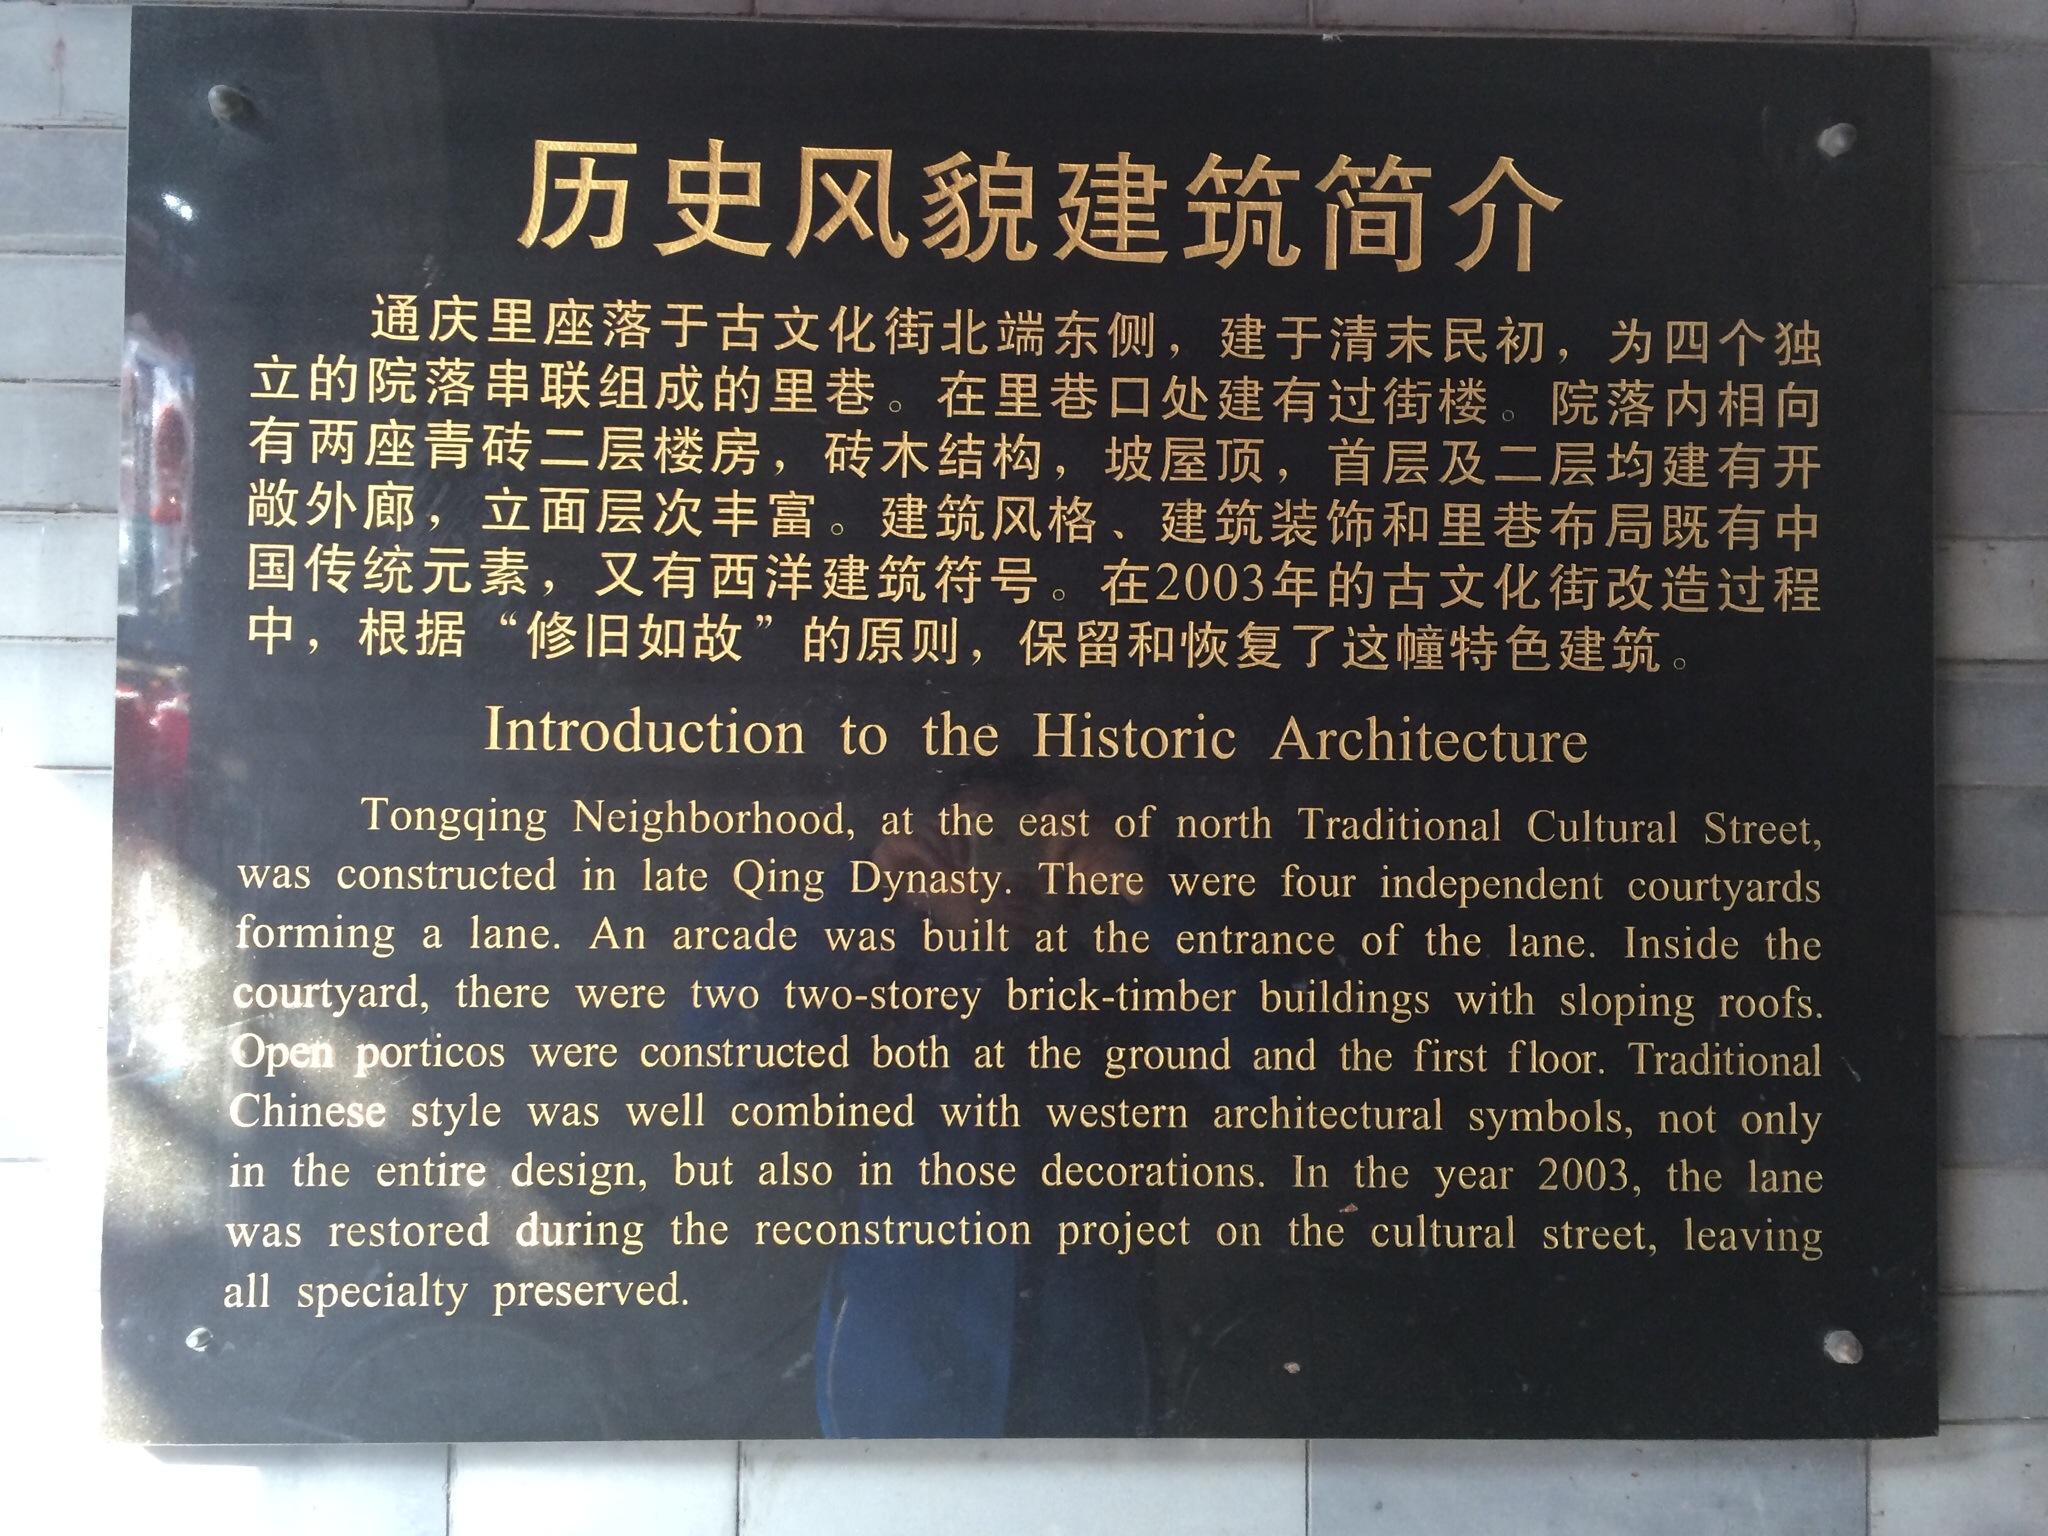 历史风貌建筑简介
通庆里座落于古文化街北端东侧，建于清末民初，为四个独
立的院落串联组成的里巷。在里巷口处建有过街楼。院落内相向
有两座青砖二层楼房，砖木结构，坡屋顶，首层及二层均建有开
敞外廊，立面层次丰富。建筑风格、建筑装饰和里巷布局既有中
国传统元素，又有西洋建筑符号。在2003年的古文化街改造过程
中，根据“修旧如故”的原则，保留和恢复了这幢特色建筑。
Introduction to the Historic Architecture
Tongqing Neighborhood, at the east of north Traditional Cultural Street,
was constructed in late Qing Dynasty. There were four independent courtyards
forming a lane. An arcade was built at the entrance of the lane. Inside the
courtyard, there were two two-storey brick-timber buildings with sloping roofs.
Open porticos were constructed both at the ground and the first floor. Traditional
Chinese style was well combined with western architectural symbols, not only
in the entire design, but also in those decorations. In the year 2003, the lane
was restored during the reconstruction project on the cultural street, leaving
all specialty preserved.